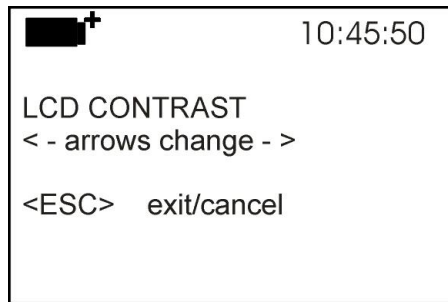 10:45:50
LCD CONTRAST
< - arrows change - >
<ESC> exit/cancel